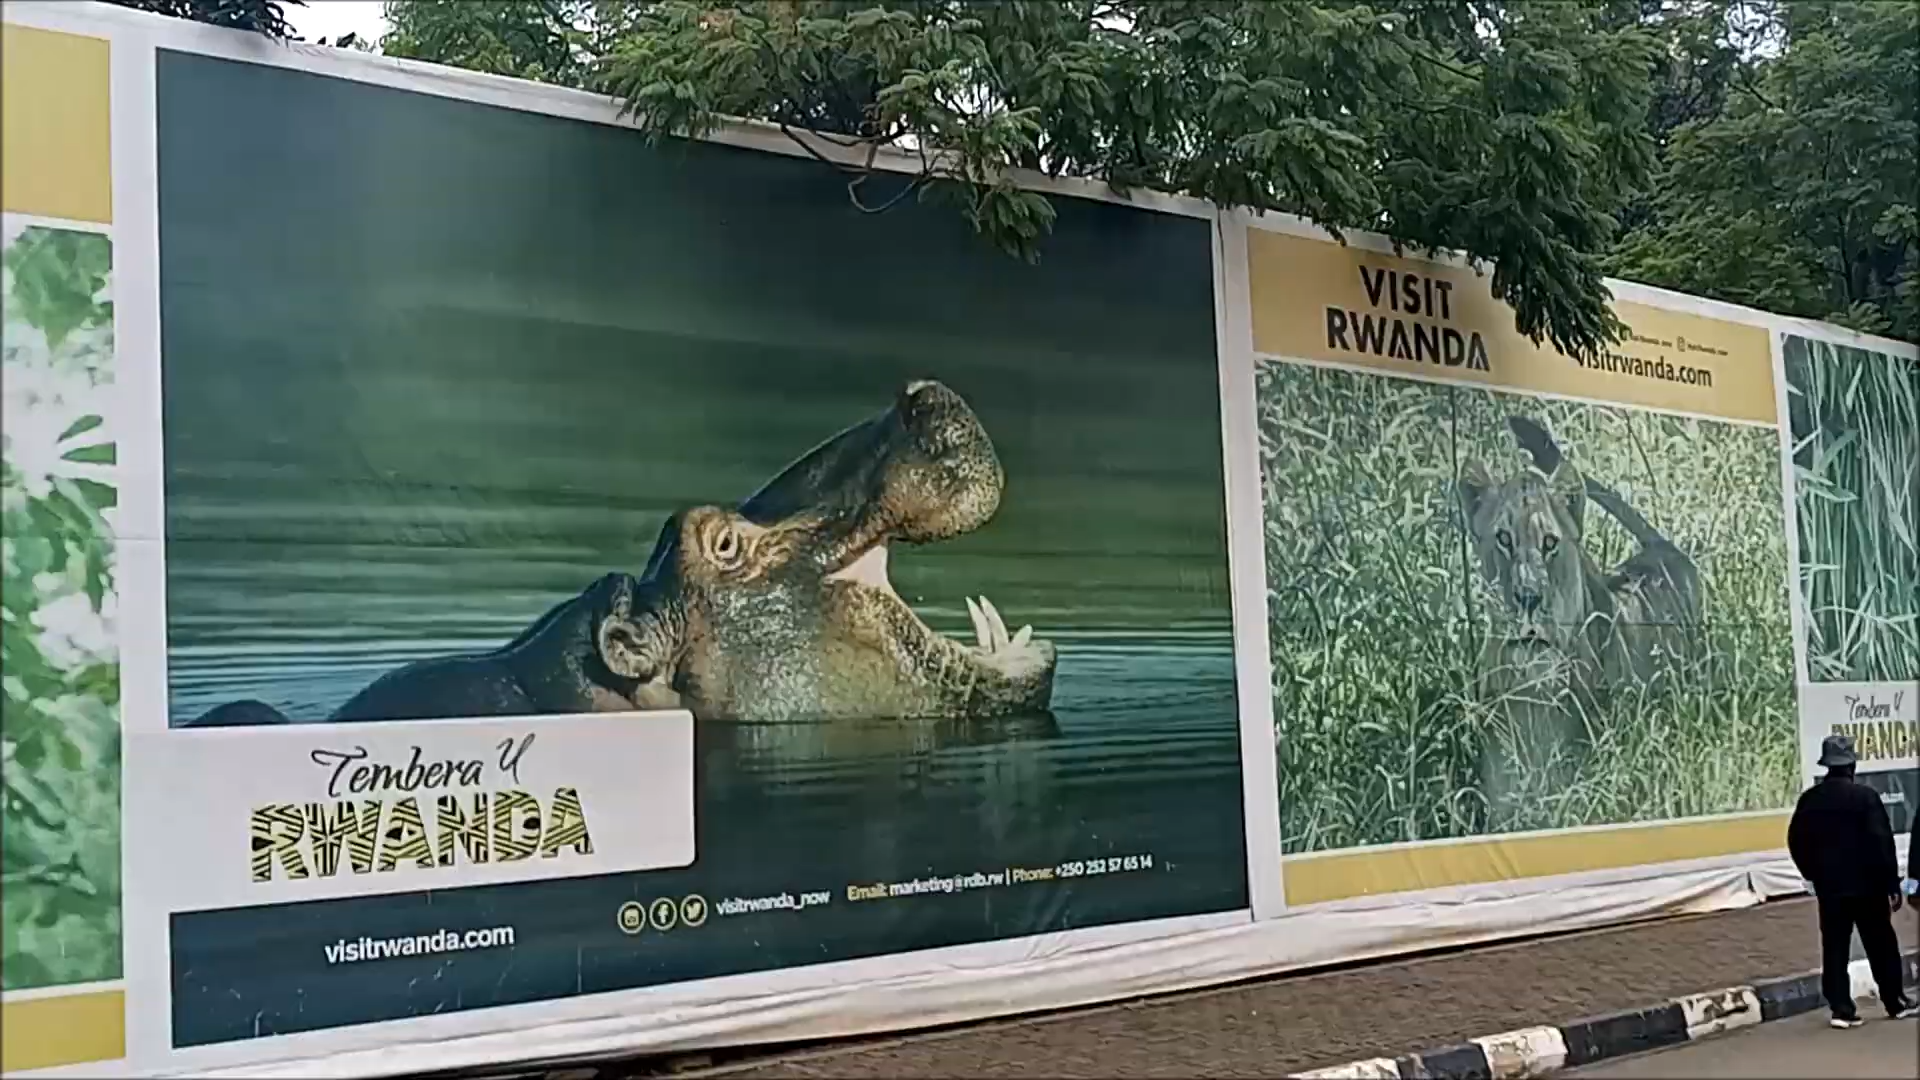 Tembera U
RWANDA
visitrwanda.com
visitrwanda_now
Email: marketing@rdb.rw | Phone: +250 252 57 65 14
VISIT
RWANDA
visitrwanda.com
Tembera U
RWANDA